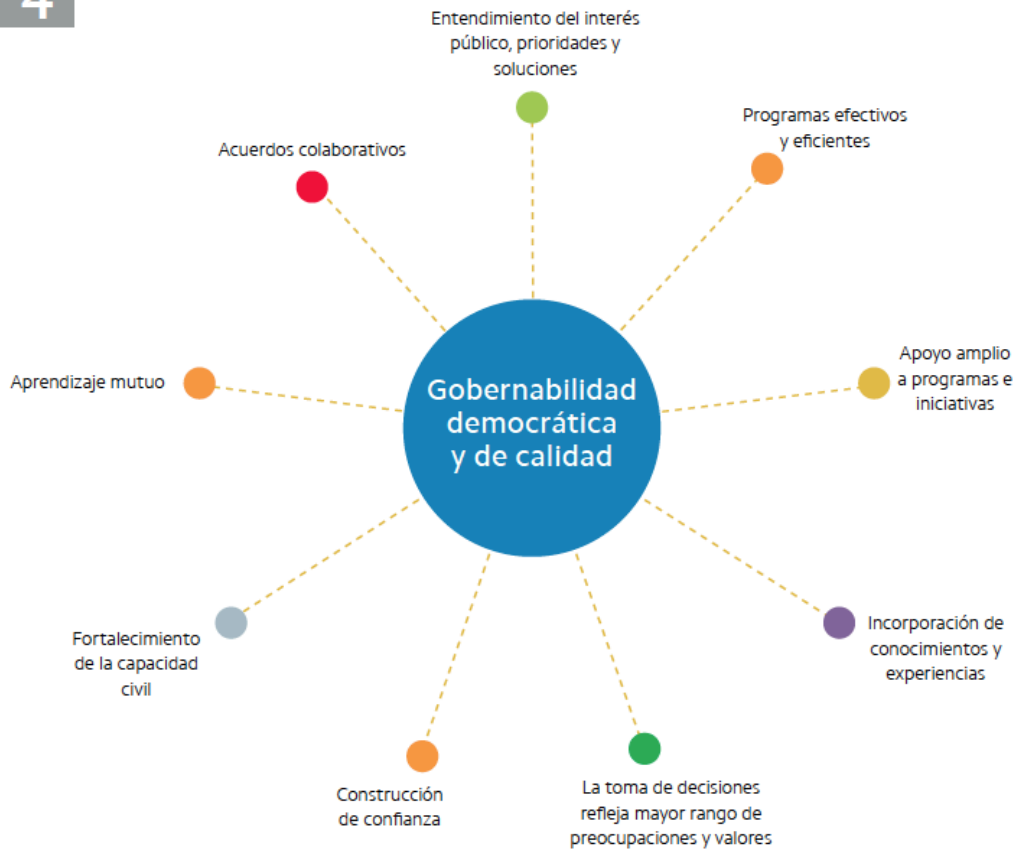 4
Entendimiento del interés
público, prioridades y
soluciones
Programas efectivos
y eficientes
Acuerdos colaborativos
Apoyo amplio
a programas e
iniciativas
Aprendizaje mutuo
Gobernabilidad
democrática
y de calidad
Incorporación de
conocimientos y
experiencias
Fortalecimiento
de la capacidad
civil
La toma de decisiones
refleja mayor rango de
preocupaciones y valores
Construcción
de confianza